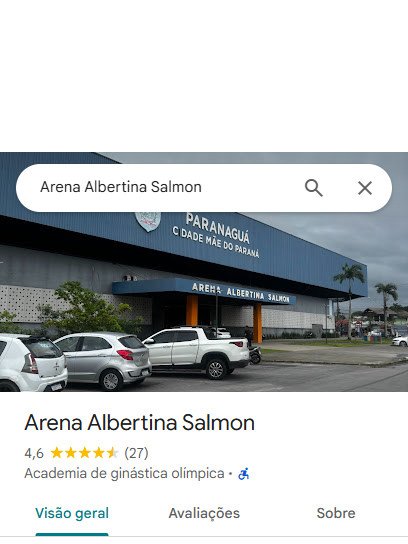 Arena Albertina Salmon
PARANAGUÁ
CIDADE MÃE DO PARANÁ
ARENA ALBERTINA SALMON
Arena Albertina Salmon
4,6 (27)
Academia de ginástica olímpica ·
Visão geral Avaliações Sobre